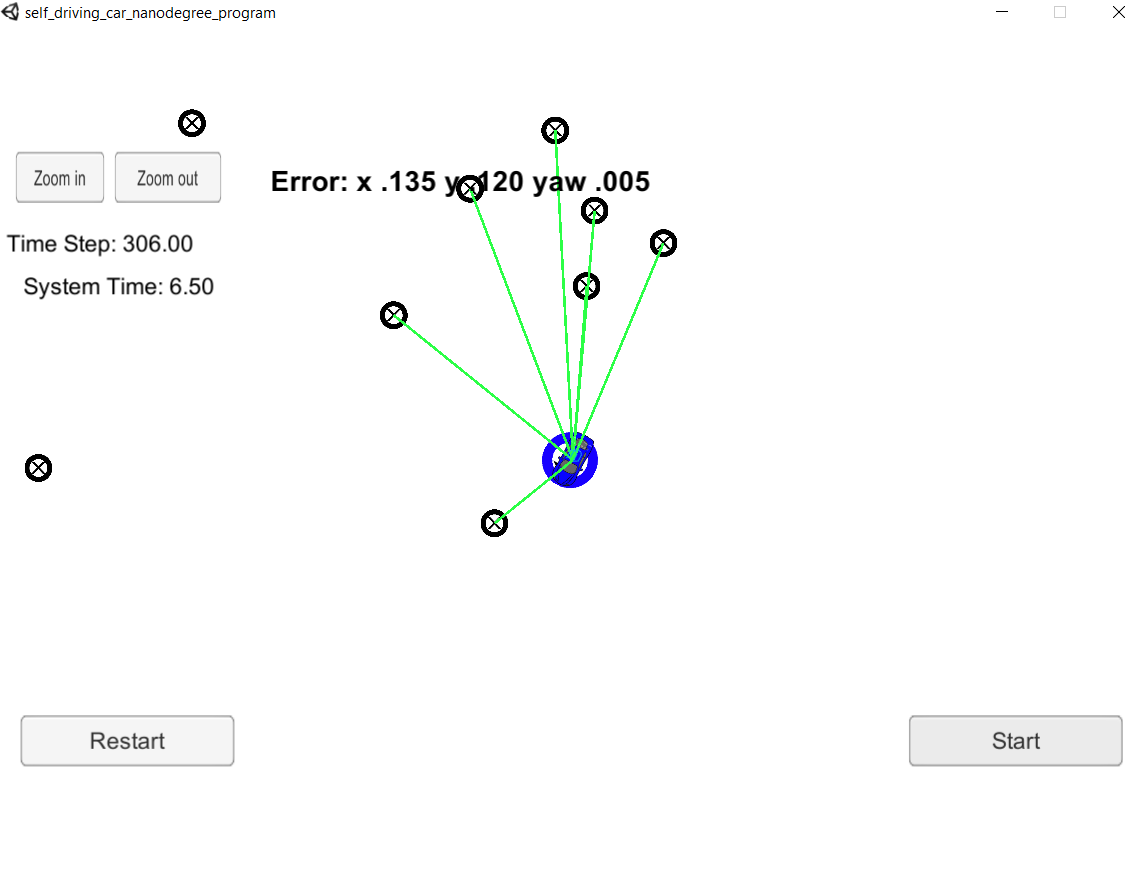 self_driving_car_nanodegree_program
Zoom in Zoom out
Error: x .135 y .120 yaw .005
Time Step: 306.00
System Time: 6.50
Restart
Start